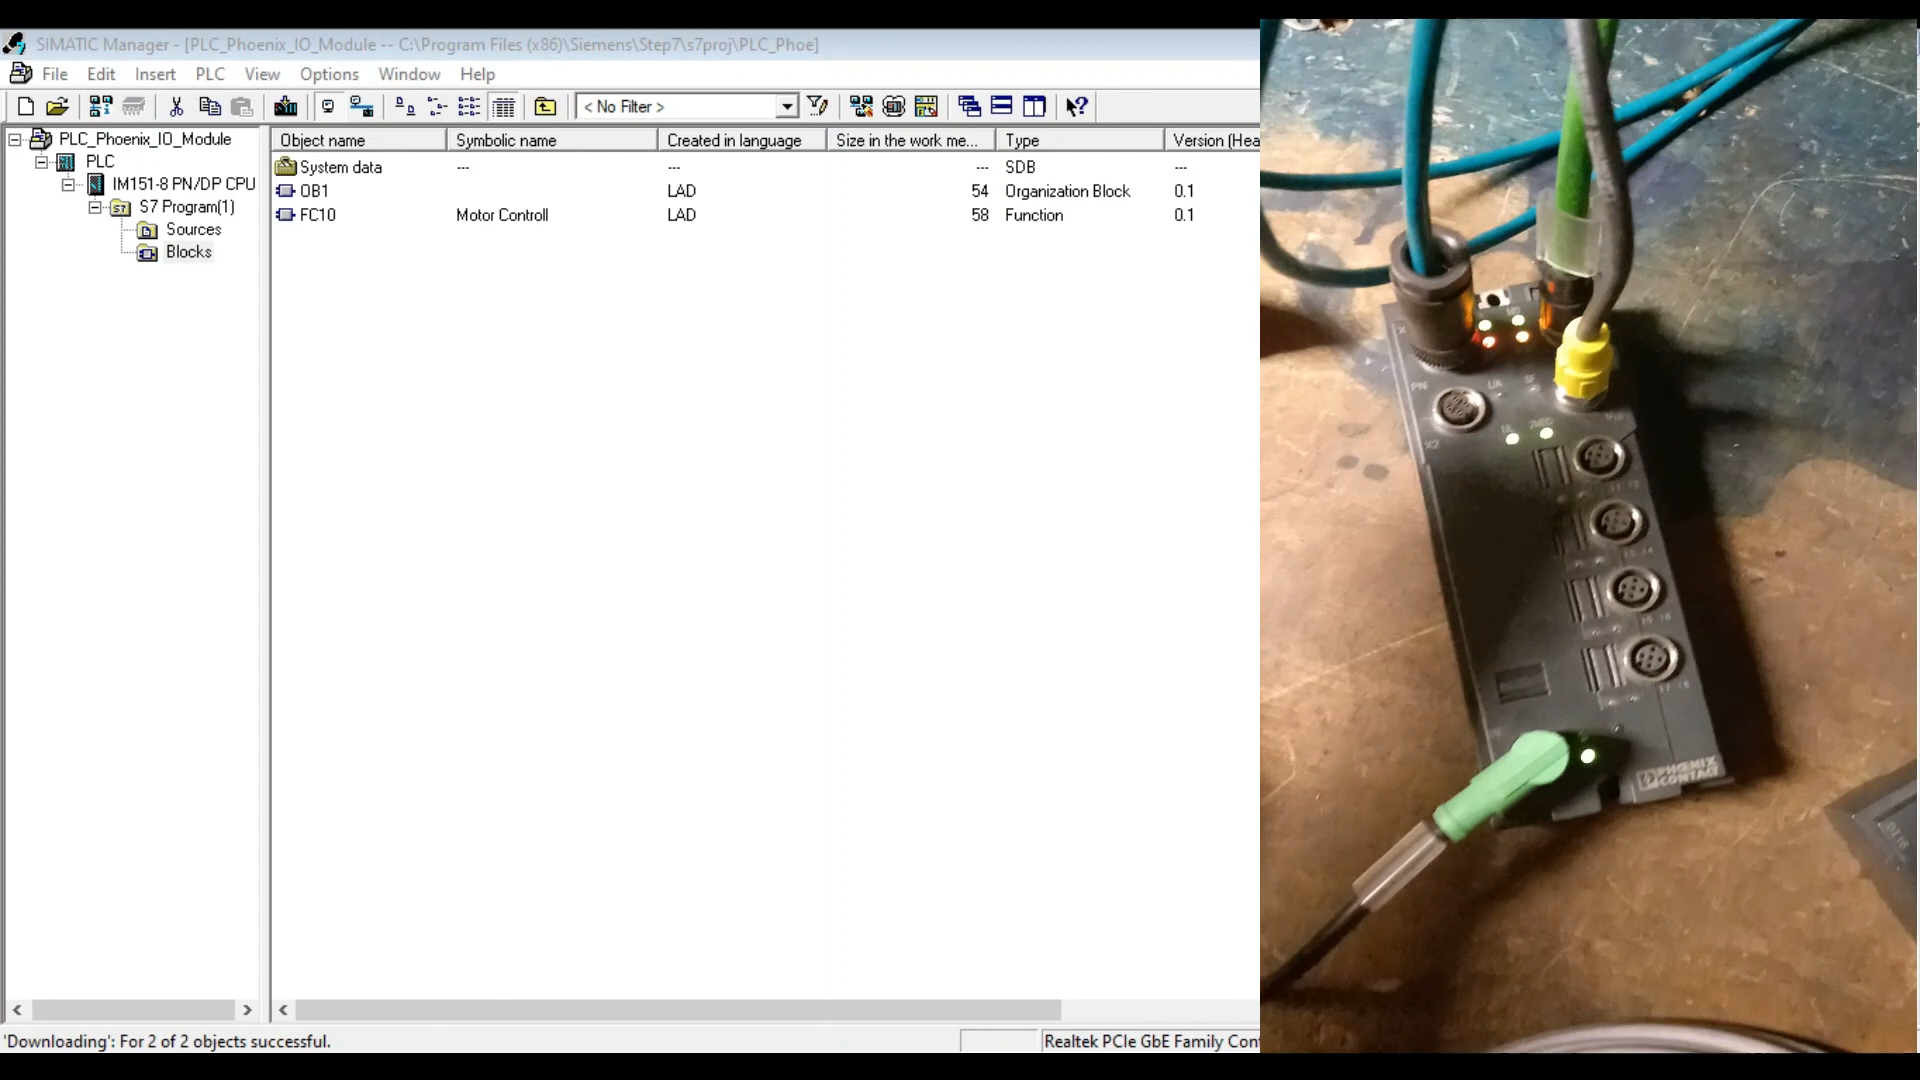 SIMATIC Manager - [PLC_Phoenix_IO_Module -- C:\Program Files (x86)\Siemens\Step7\s7proj\PLC_Phoe]
File Edit Insert PLC View Options Window Help
< No Filter >
PLC_Phoenix_IO_Module
PLC
IM151-8 PN/DP CPU
S7 Program(1)
Sources
Blocks
Object name Symbolic name Created in language Size in the work me... Type Version (Hea
System data --- --- --- SDB ---
OB1 LAD 54 Organization Block 0.1
FC10 Motor Controll LAD 58 Function 0.1
'Downloading': For 2 of 2 objects successful.
Realtek PCIe GbE Family Con
UA
X2
UL
PHŒNIX
CONTACT